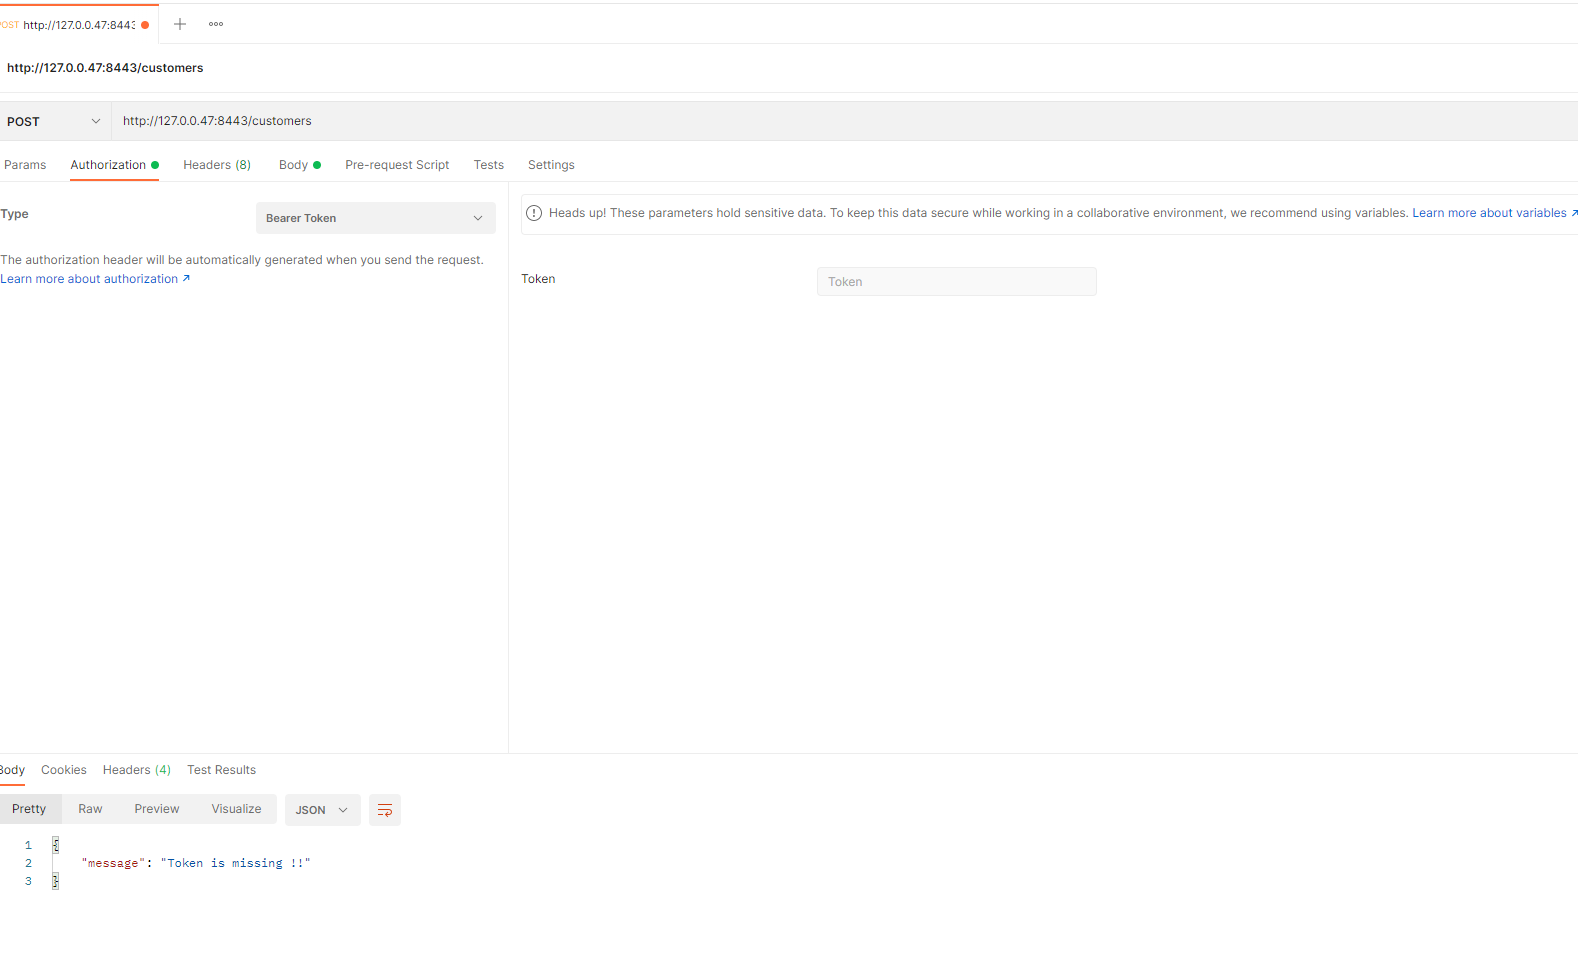 POST http://127.0.0.47:8443
http://127.0.0.47:8443/customers
POST http://127.0.0.47:8443/customers
Params Authorization Headers (8) Body Pre-request Script Tests Settings
Type Bearer Token
The authorization header will be automatically generated when you send the request.
Learn more about authorization ↗
Heads up! These parameters hold sensitive data. To keep this data secure while working in a collaborative environment, we recommend using variables. Learn more about variables ↗
Token Token
Body Cookies Headers (4) Test Results
Pretty Raw Preview Visualize JSON
1 {
2 "message": "Token is missing !!"
3 }